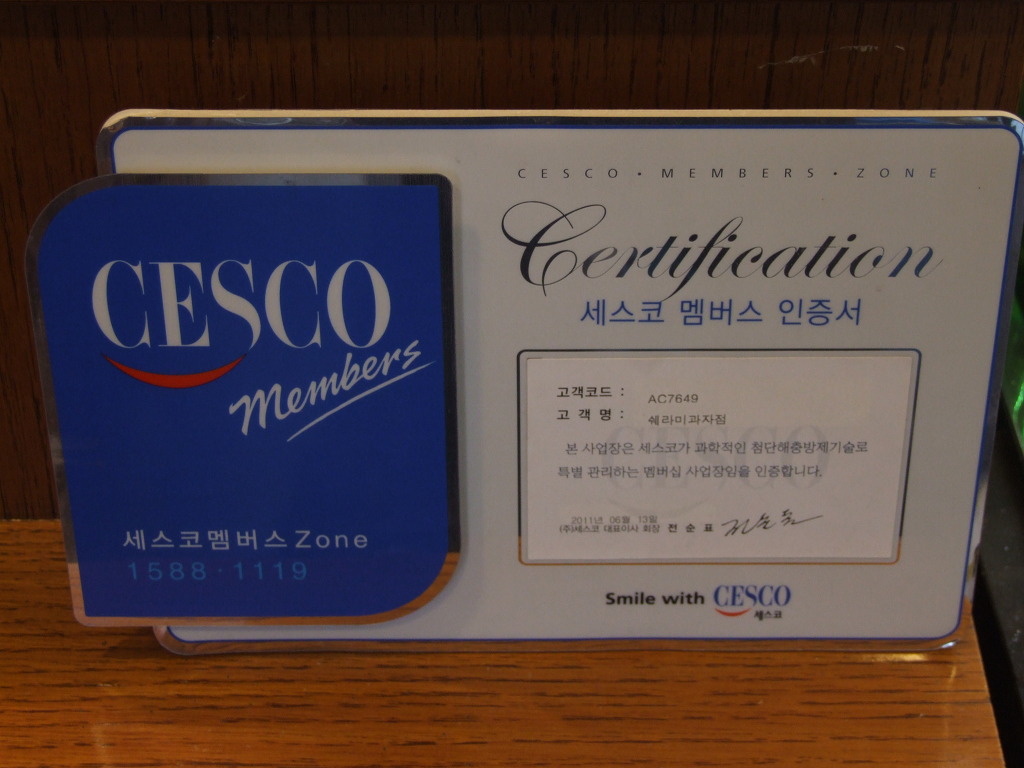 CESCO
Members
세스코멤버스Zone
1588·1119
CESCO·MEMBERS·ZONE
Certification
세스코 멤버스 인증서
고객코드 : AC7649
고 객 명 : 쉐라미과자점
본 사업장은 세스코가 과학적인 첨단해충방제기술로
특별 관리하는 멤버십 사업장임을 인증합니다.
2011년 06월 13일
(주)세스코 대표이사 회장 전 순 표
Smile with CESCO
세스코